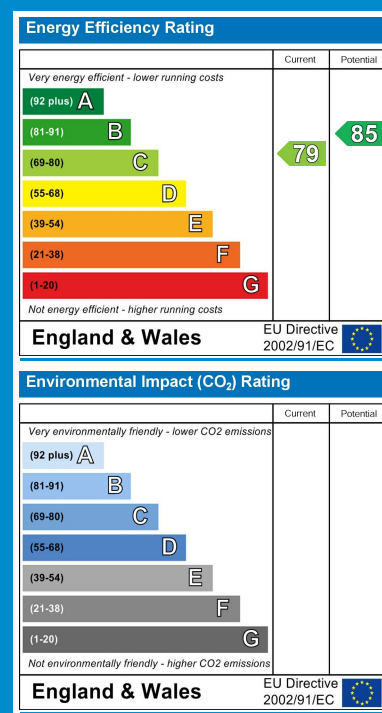 Energy Efficiency Rating
Current Potential
Very energy efficient - lower running costs
(92 plus) A
(81-91) B
(69-80) C
(55-68) D
(39-54) E
(21-38) F
(1-20) G
79
85
Not energy efficient - higher running costs
England & Wales
EU Directive
2002/91/EC
Environmental Impact (CO₂) Rating
Current Potential
Very environmentally friendly - lower CO2 emissions
(92 plus) A
(81-91) B
(69-80) C
(55-68) D
(39-54) E
(21-38) F
(1-20) G
Not environmentally friendly - higher CO2 emissions
England & Wales
EU Directive
2002/91/EC